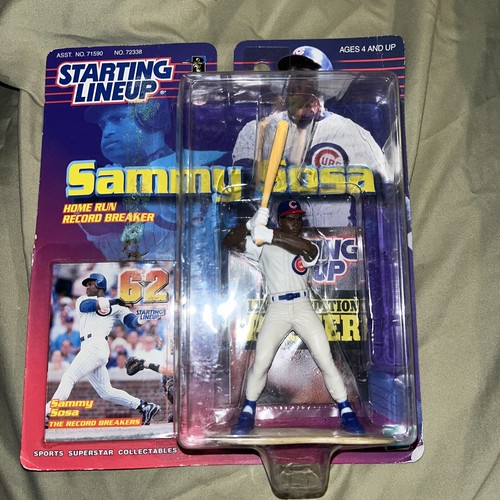 ASST. NO. 71590 NO. 72338
AGES 4 AND UP
STARTING
LINEUP
Sammy Sosa
HOME RUN
RECORD BREAKER
CUBS
62
STARTING
LINEUP
Sammy
Sosa
THE RECORD BREAKERS
SPORTS SUPERSTAR COLLECTABLES